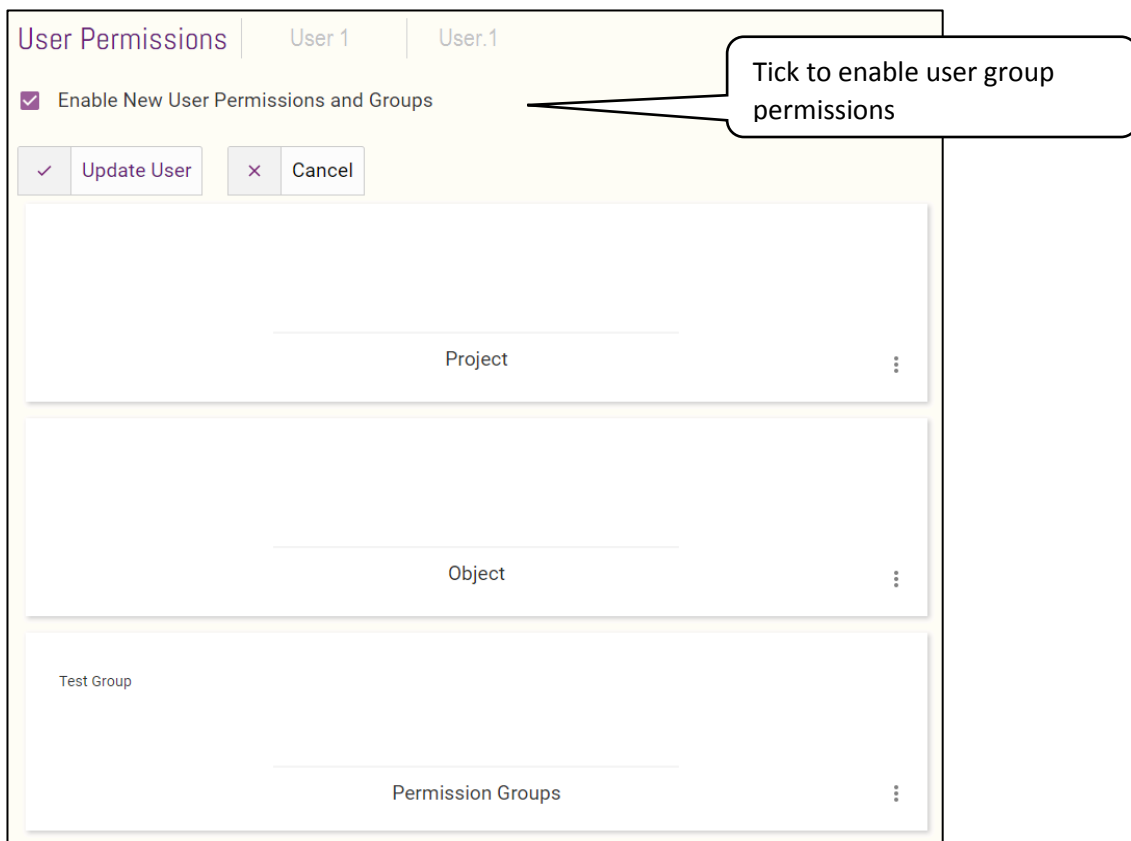 User Permissions User 1 User.1
Tick to enable user group
permissions
Enable New User Permissions and Groups
Update User Cancel
Project
Object
Test Group
Permission Groups